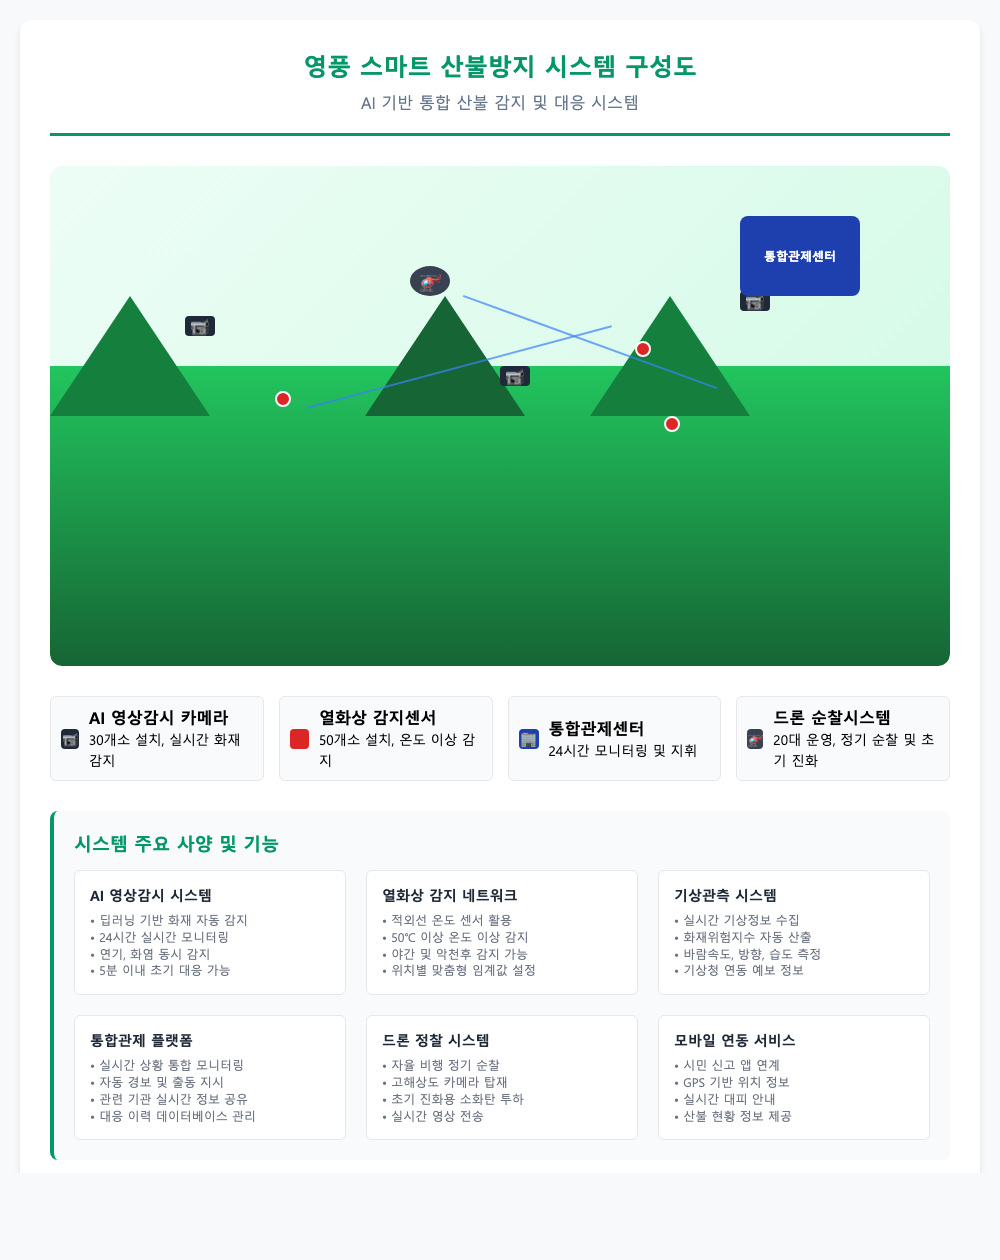 영풍 스마트 산불방지 시스템 구성도
AI 기반 통합 산불 감지 및 대응 시스템
통합관제센터
AI 영상감시 카메라
30개소 설치, 실시간 화재
감지
열화상 감지센서
50개소 설치, 온도 이상 감
지
통합관제센터
24시간 모니터링 및 지휘
드론 순찰시스템
20대 운영, 정기 순찰 및 초
기 진화
시스템 주요 사양 및 기능
AI 영상감시 시스템
• 딥러닝 기반 화재 자동 감지
• 24시간 실시간 모니터링
• 연기, 화염 동시 감지
• 5분 이내 초기 대응 가능
열화상 감지 네트워크
• 적외선 온도 센서 활용
• 50℃ 이상 온도 이상 감지
• 야간 및 악천후 감지 가능
• 위치별 맞춤형 임계값 설정
기상관측 시스템
• 실시간 기상정보 수집
• 화재위험지수 자동 산출
• 바람속도, 방향, 습도 측정
• 기상청 연동 예보 정보
통합관제 플랫폼
• 실시간 상황 통합 모니터링
• 자동 경보 및 출동 지시
• 관련 기관 실시간 정보 공유
• 대응 이력 데이터베이스 관리
드론 정찰 시스템
• 자율 비행 정기 순찰
• 고해상도 카메라 탑재
• 초기 진화용 소화탄 투하
• 실시간 영상 전송
모바일 연동 서비스
• 시민 신고 앱 연계
• GPS 기반 위치 정보
• 실시간 대피 안내
• 산불 현황 정보 제공